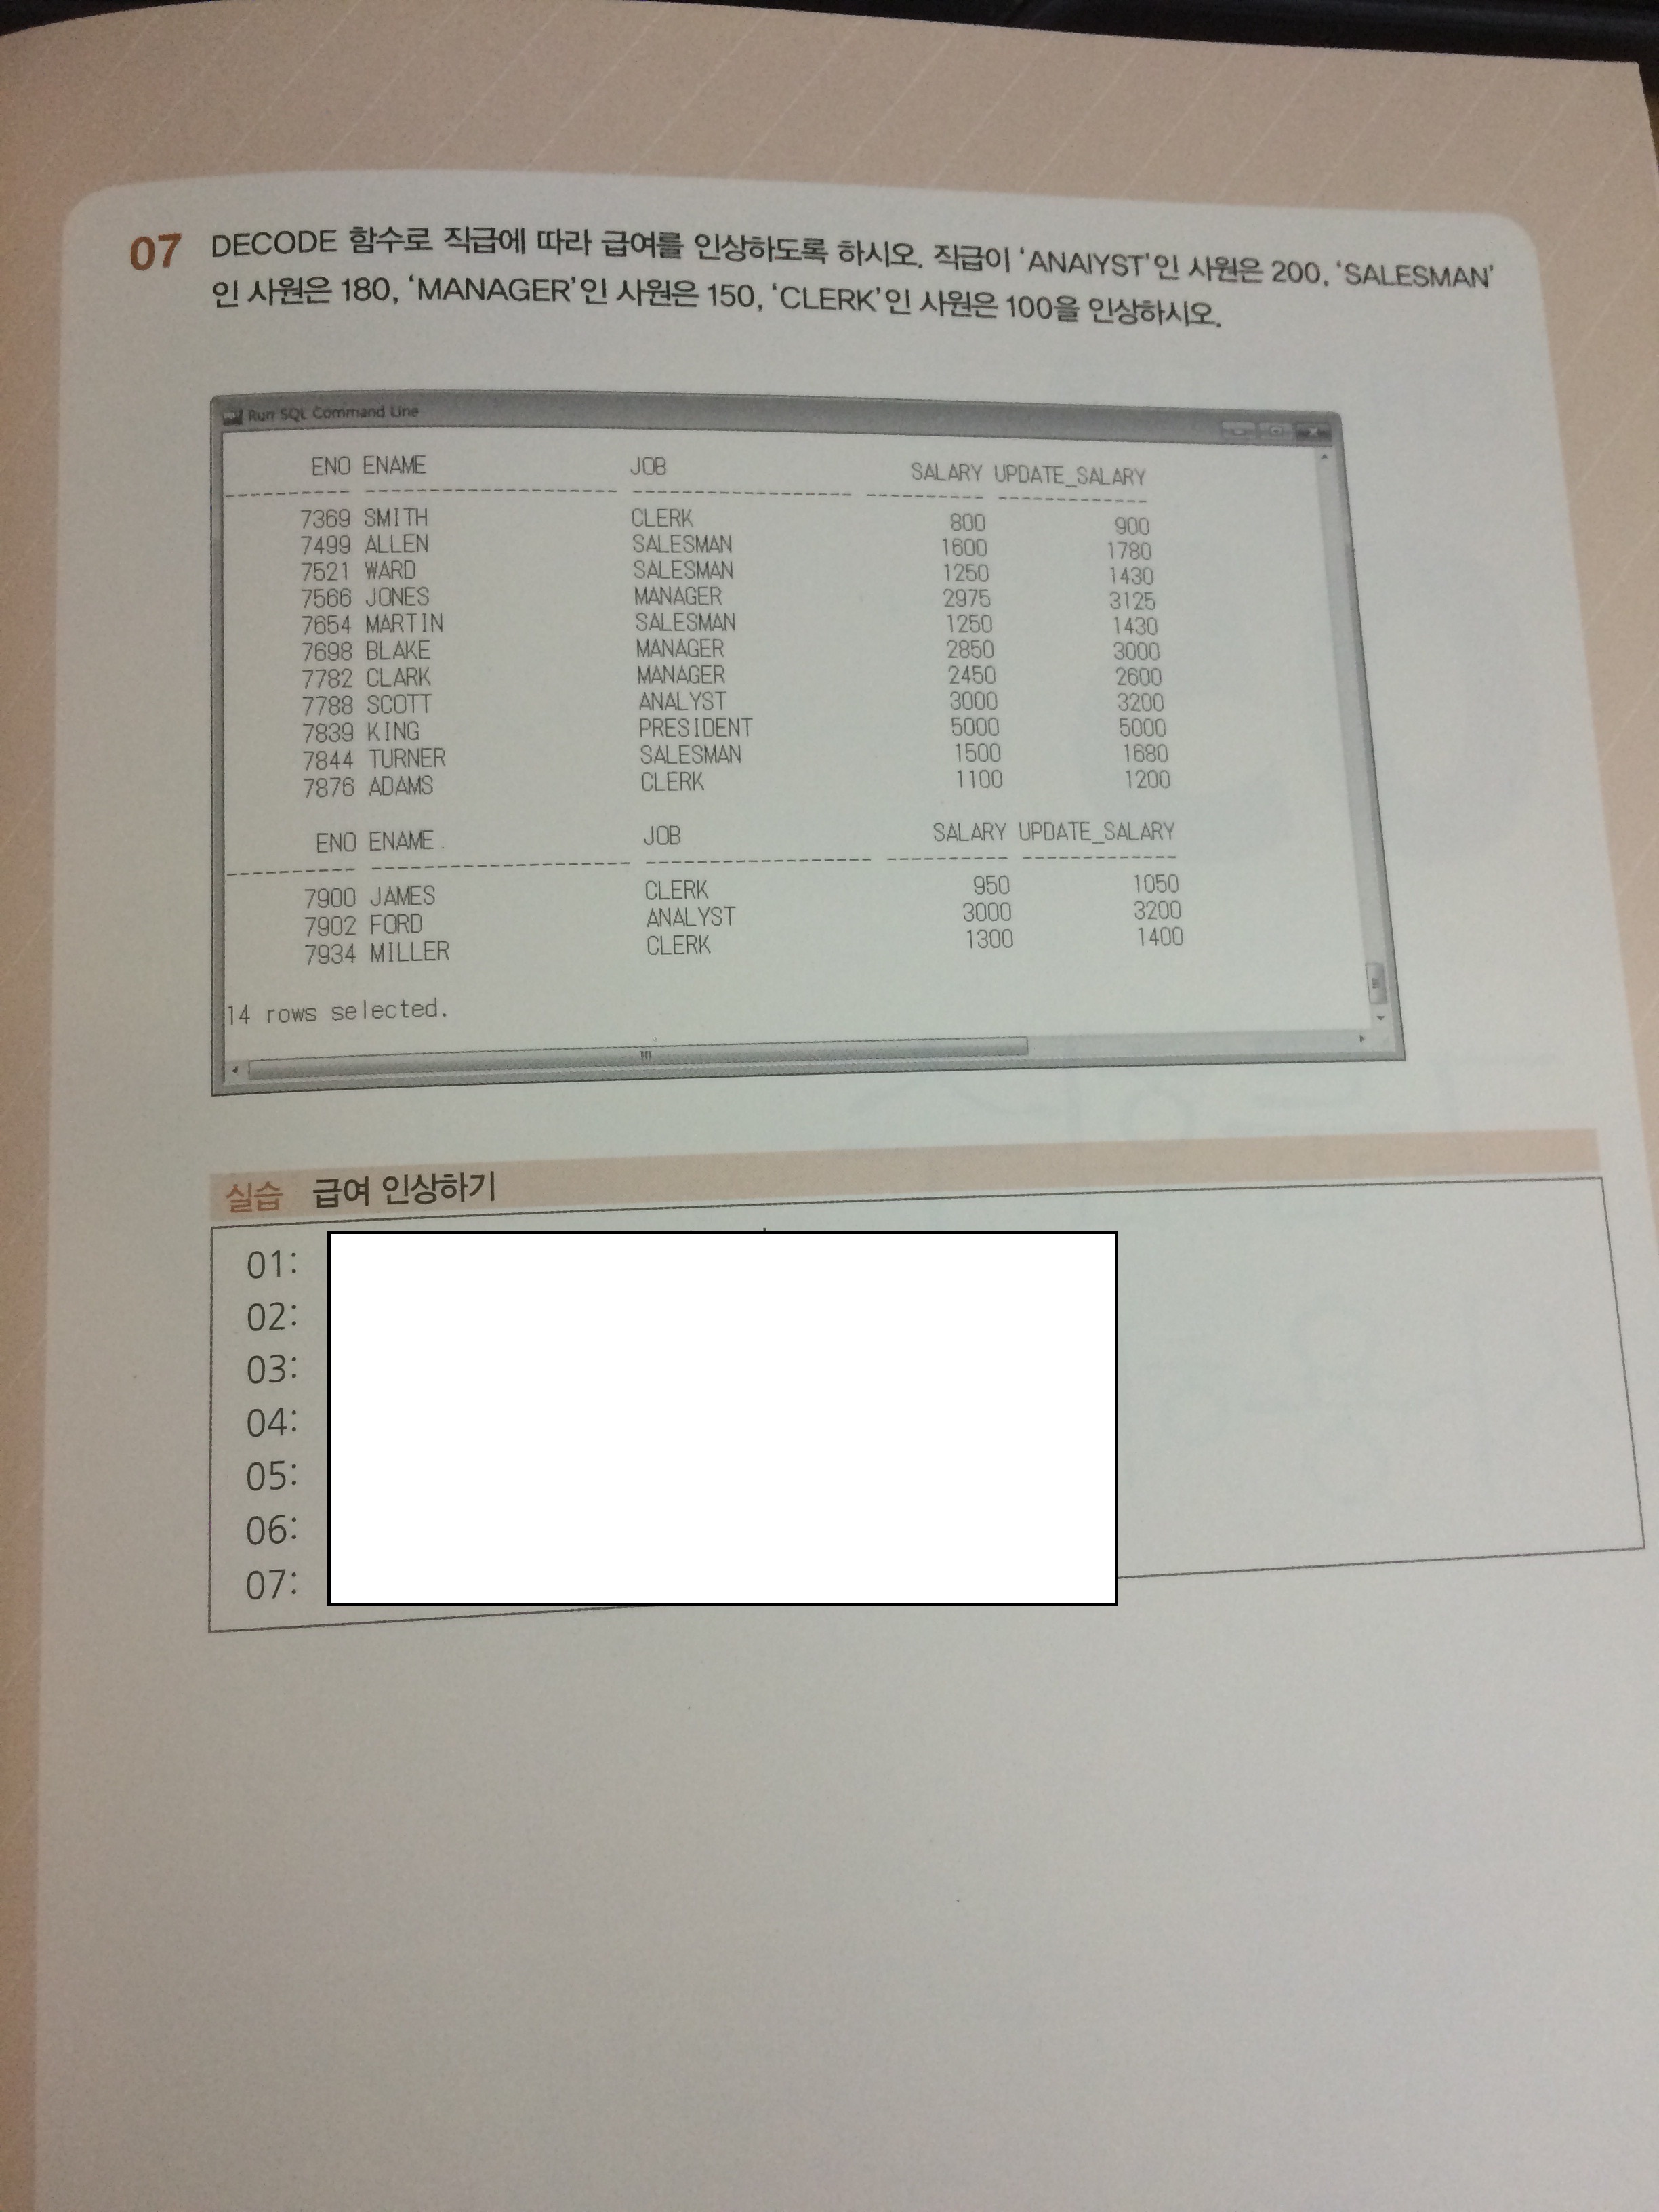 07 DECODE 함수로 직급에 따라 급여를 인상하도록 하시오. 직급이 ‘ANAIYST’인 사원은 200, ‘SALESMAN’
인 사원은 180, ‘MANAGER’인 사원은 150, ‘CLERK’인 사원은 100을 인상하시오.
Run SQL Command Line
ENO ENAME JOB SALARY UPDATE_SALARY
7369 SMITH CLERK 800 900
7499 ALLEN SALESMAN 1600 1780
7521 WARD SALESMAN 1250 1430
7566 JONES MANAGER 2975 3125
7654 MARTIN SALESMAN 1250 1430
7698 BLAKE MANAGER 2850 3000
7782 CLARK MANAGER 2450 2600
7788 SCOTT ANALYST 3000 3200
7839 KING PRESIDENT 5000 5000
7844 TURNER SALESMAN 1500 1680
7876 ADAMS CLERK 1100 1200
ENO ENAME JOB SALARY UPDATE_SALARY
7900 JAMES CLERK 950 1050
7902 FORD ANALYST 3000 3200
7934 MILLER CLERK 1300 1400
14 rows selected.
실습 급여 인상하기
01:
02:
03:
04:
05:
06:
07: